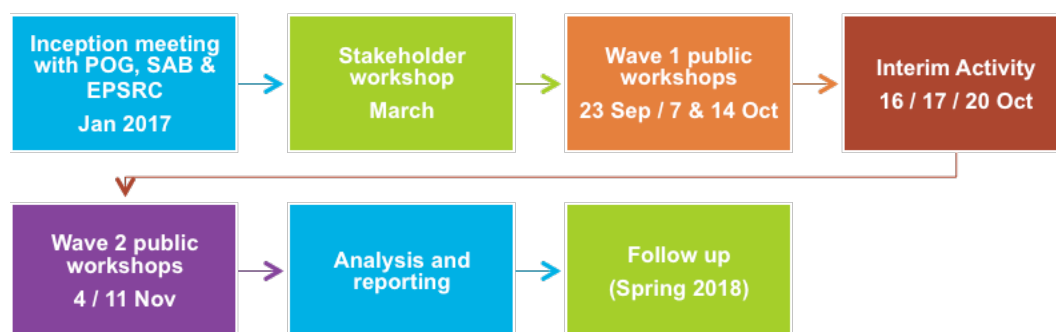 Inception meeting
with POG, SAB &
EPSRC
Jan 2017
Stakeholder
workshop
March
Wave 1 public
workshops
23 Sep / 7 & 14 Oct
Interim Activity
16 / 17 / 20 Oct
Wave 2 public
workshops
4 / 11 Nov
Analysis and
reporting
Follow up
(Spring 2018)